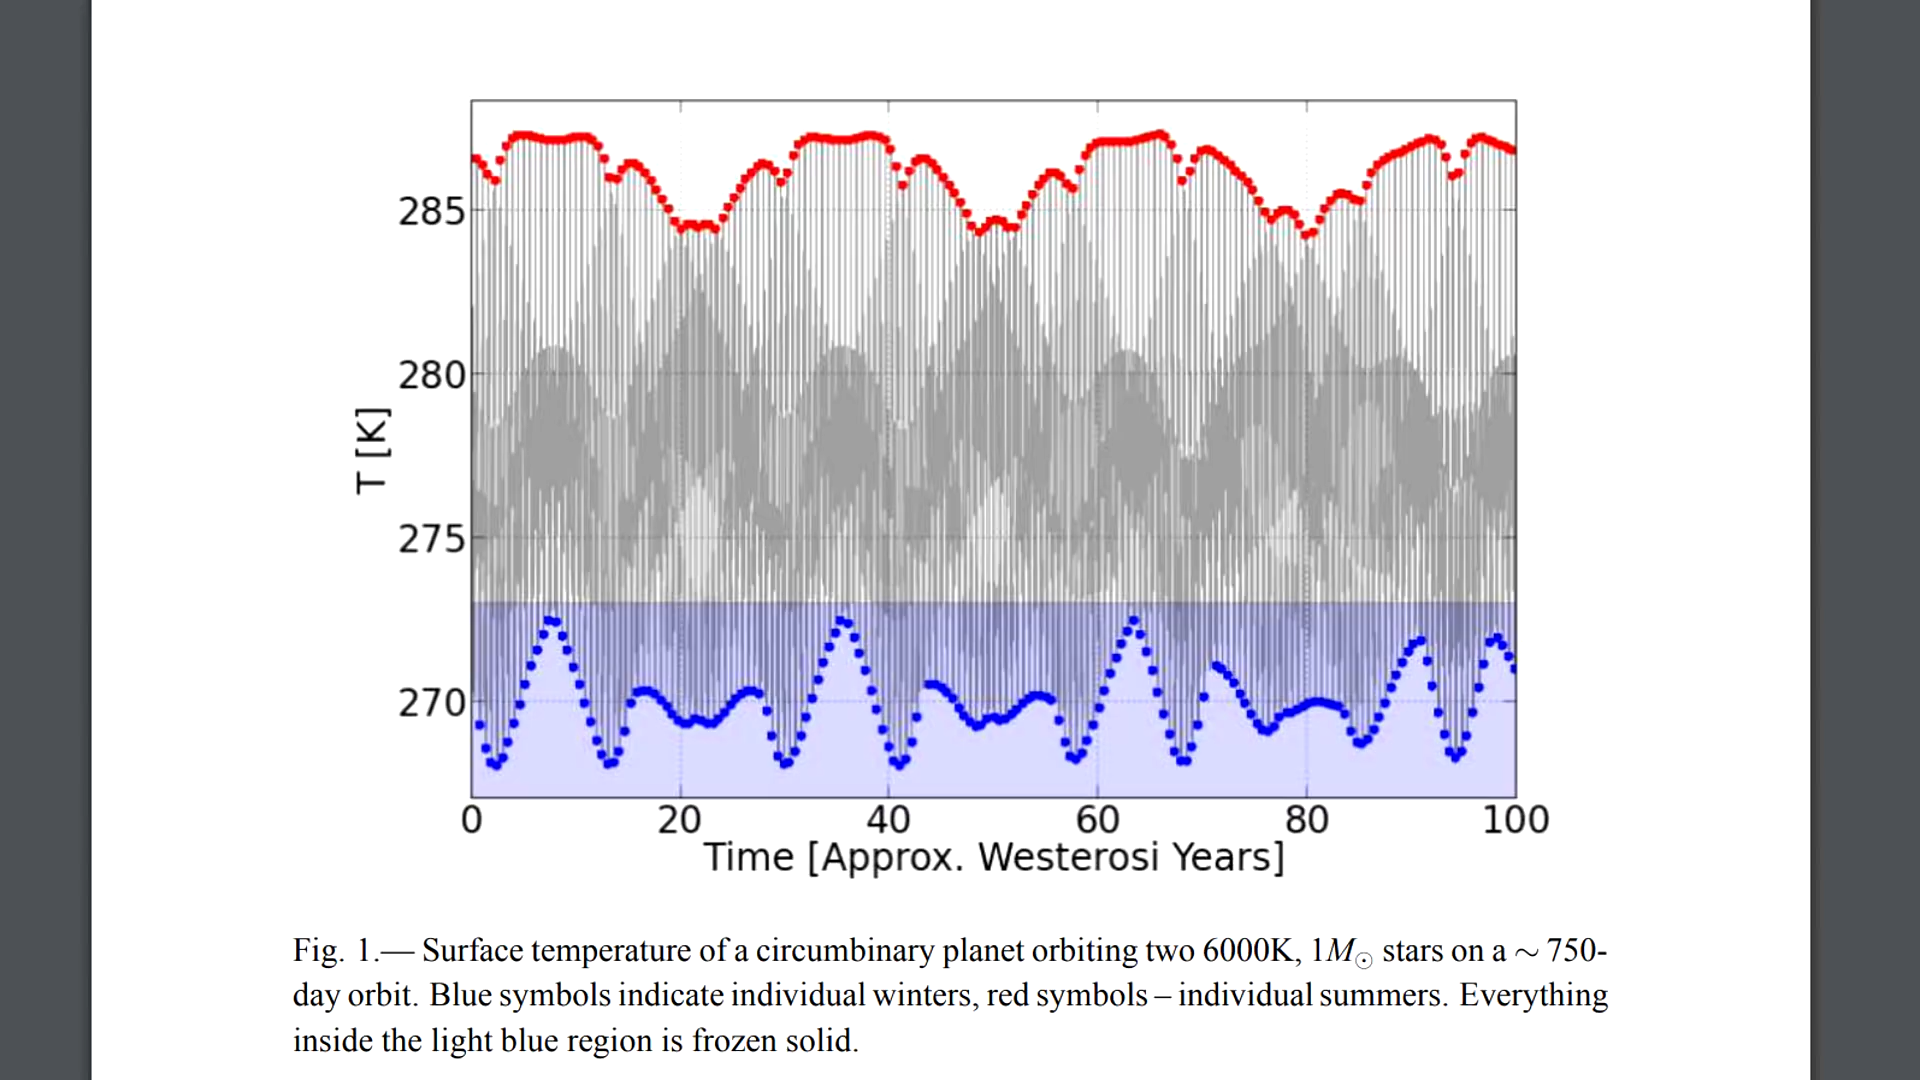 285
280
275
270
T [K]
0 20 40 60 80 100
Time [Approx. Westerosi Years]
Fig. 1.— Surface temperature of a circumbinary planet orbiting two 6000K, 1M☉ stars on a ~ 750-
day orbit. Blue symbols indicate individual winters, red symbols – individual summers. Everything
inside the light blue region is frozen solid.